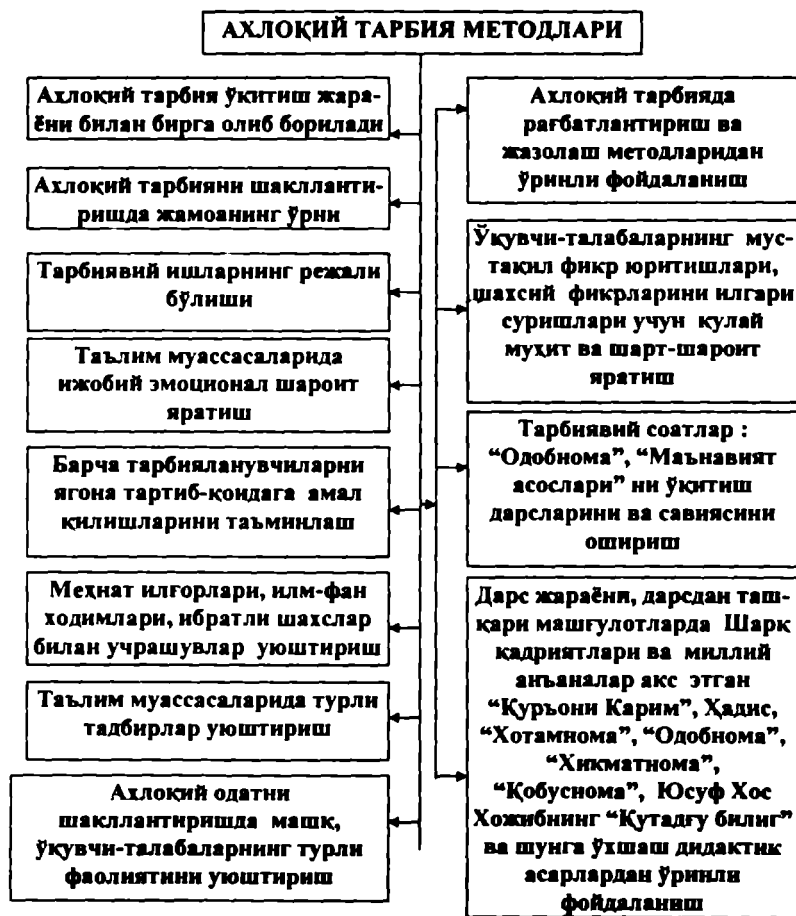 АХЛОҚИЙ ТАРБИЯ МЕТОДЛАРИ
Ахлоқий тарбия ўкитиш жара-
ёни билан бирга олиб борилади
Ахлоқий тарбияни шакллланти-
ришда жамоанинг ўрни
Тарбиявий ишларнинг режали
бўлиши
Таълим муассасаларида
ижобий эмоционал шароит
яратиш
Барча тарбияланувчиларни
ягона тартиб-қоидага амал
қилишларини таъминлаш
Меҳнат илғорлари, илм-фан
ходимлари, ибратли шахслар
билан учрашувлар уюштириш
Таълим муассасаларида турли
тадбирлар уюштириш
Ахлоқий одатни
шакллантиришда машқ,
ўқувчи-талабаларнинг турли
фаолиятини уюштириш
Ахлоқий тарбияда
рағбатлантириш ва
жазолаш методларидан
ўринли фойдаланиш
Ўқувчи-талабаларнинг мус-
тақил фикр юритишлари,
шахсий фикрларини илгари
суришлари учун қулай
муҳит ва шарт-шароит
яратиш
Тарбиявий соатлар :
“Одобнома”, “Маънавият
асослари” ни ўқитиш
дарсларини ва савиясини
ошириш
Дарс жараёни, дарсдан таш-
қари машғулотларда Шарқ
қадриятлари ва миллий
анъаналар акс этган
“Қуръони Карим”, Ҳадис,
“Хотамнома”, “Одобнома”,
“Хикматнома”,
“Қобуснома”, Юсуф Хос
Хожибнинг “Қутадғу билиг”
ва шунга ўхшаш дидактик
асарлардан ўринли
фойдаланиш